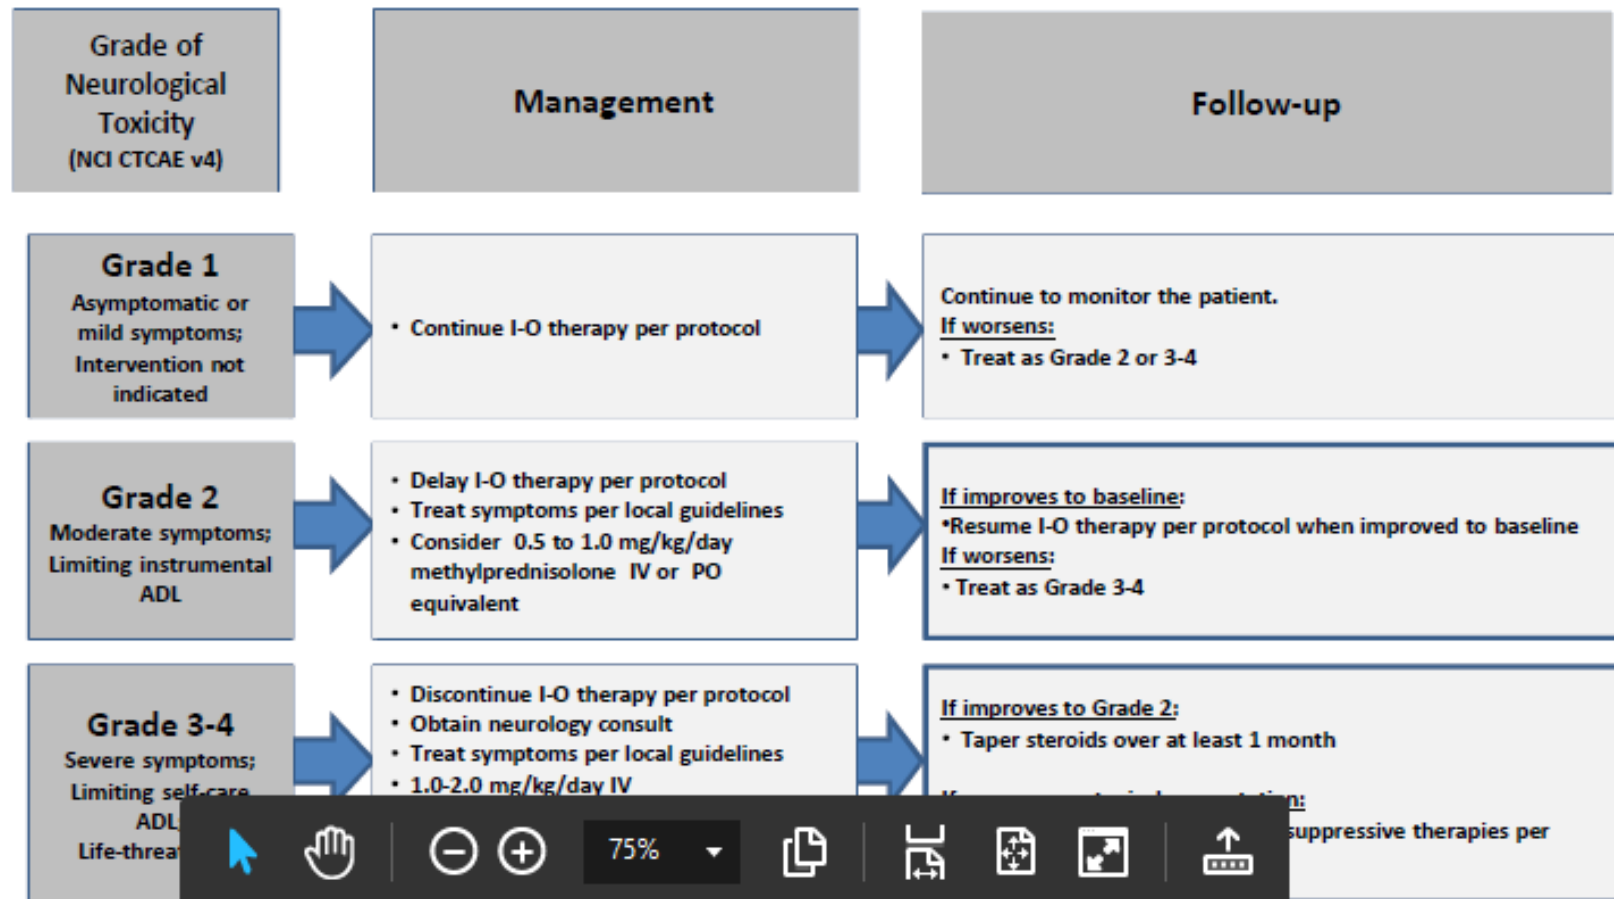 Grade of
Neurological
Toxicity
(NCI CTCAE v4)
Management
Follow-up
Grade 1
Asymptomatic or
mild symptoms;
Intervention not
indicated
• Continue I-O therapy per protocol
Continue to monitor the patient.
If worsens:
• Treat as Grade 2 or 3-4
Grade 2
Moderate symptoms;
Limiting instrumental
ADL
• Delay I-O therapy per protocol
• Treat symptoms per local guidelines
• Consider 0.5 to 1.0 mg/kg/day
methylprednisolone IV or PO
equivalent
If improves to baseline:
•Resume I-O therapy per protocol when improved to baseline
If worsens:
• Treat as Grade 3-4
Grade 3-4
Severe symptoms;
Limiting self-care
ADL
• Discontinue I-O therapy per protocol
• Obtain neurology consult
• Treat symptoms per local guidelines
• 1.0-2.0 mg/kg/day IV
If improves to Grade 2:
• Taper steroids over at least 1 month
suppressive therapies per
75%